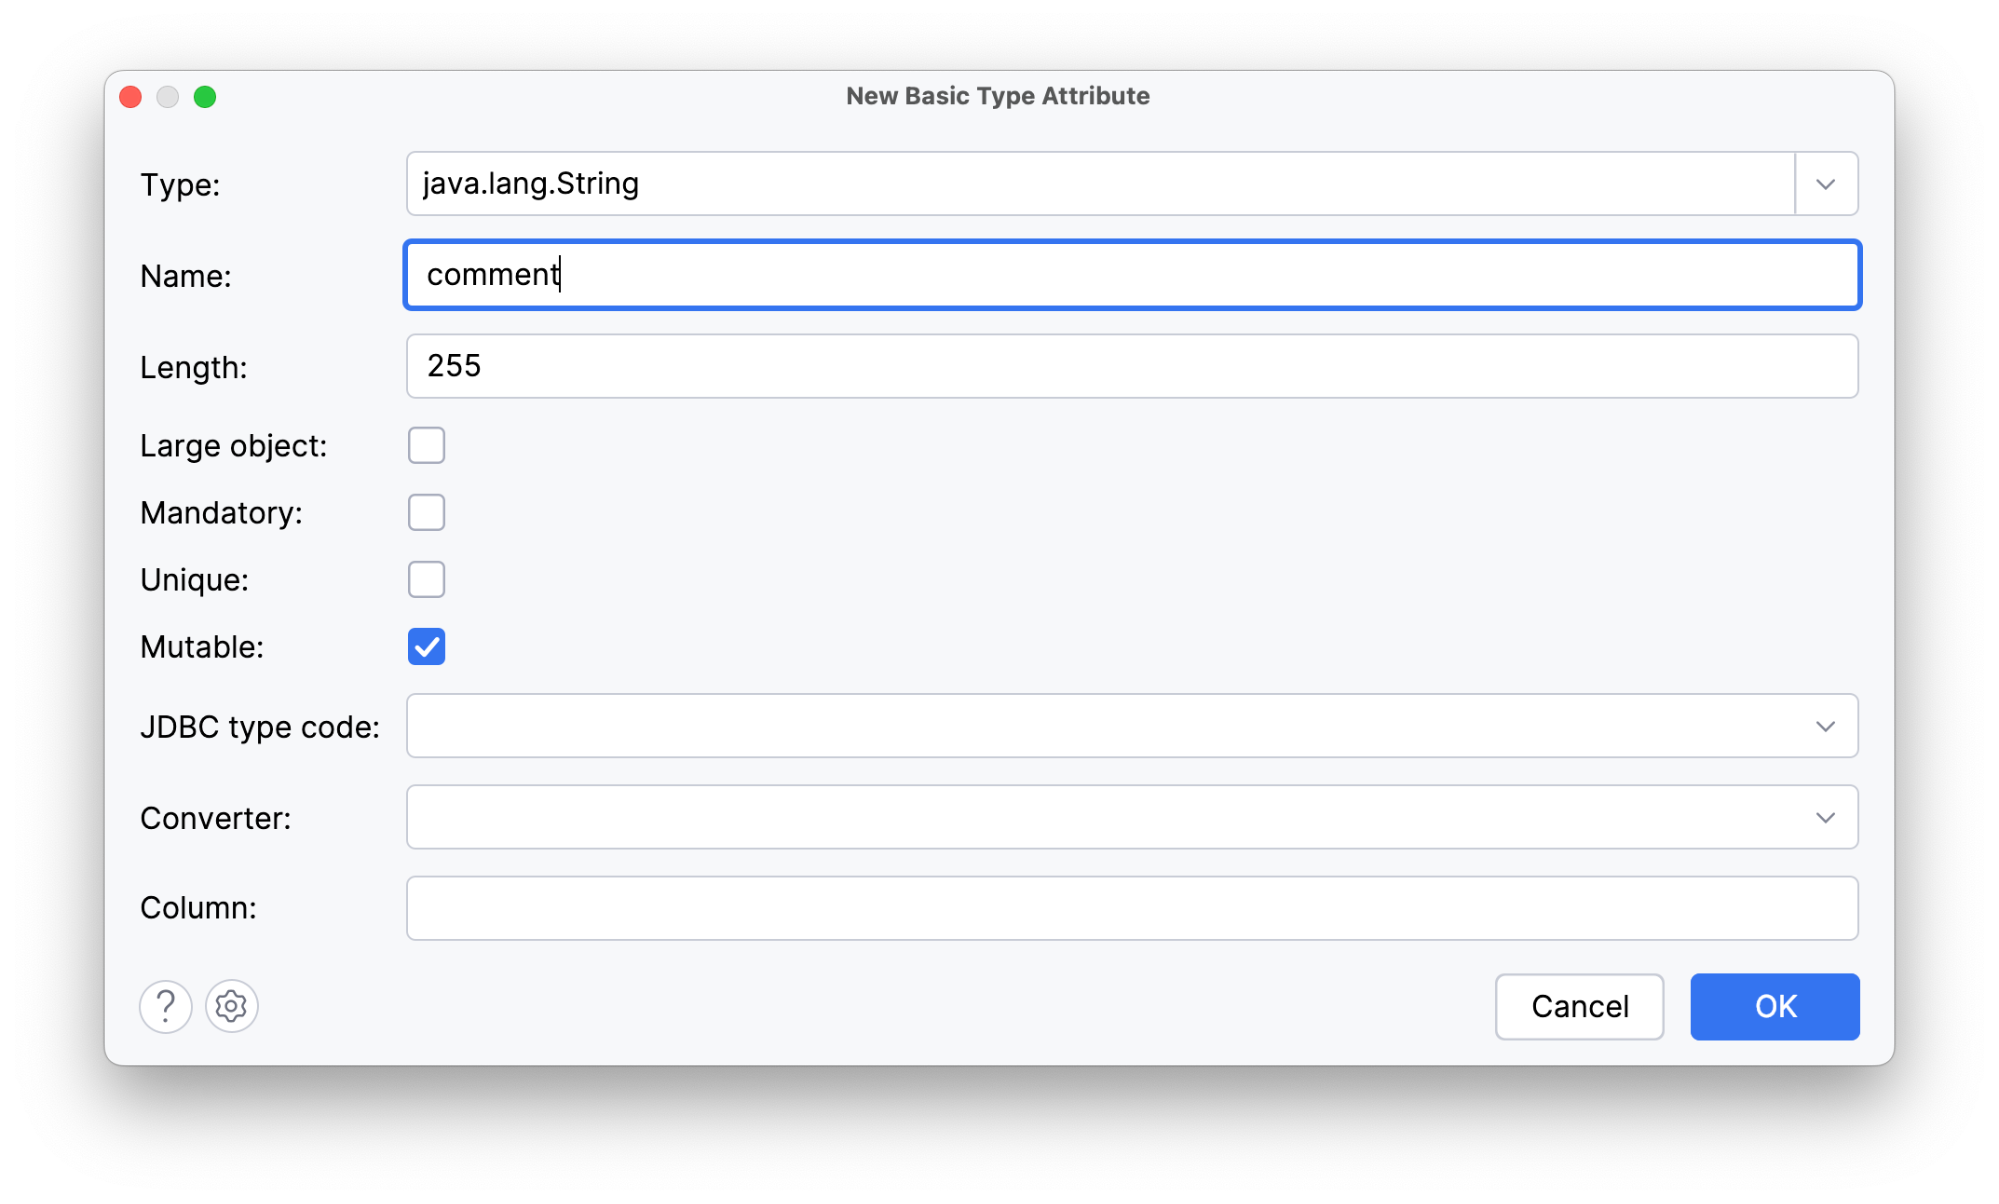 New Basic Type Attribute
Type: java.lang.String
Name: comment
Length: 255
Large object:
Mandatory:
Unique:
Mutable:
JDBC type code:
Converter:
Column:
? Cancel OK